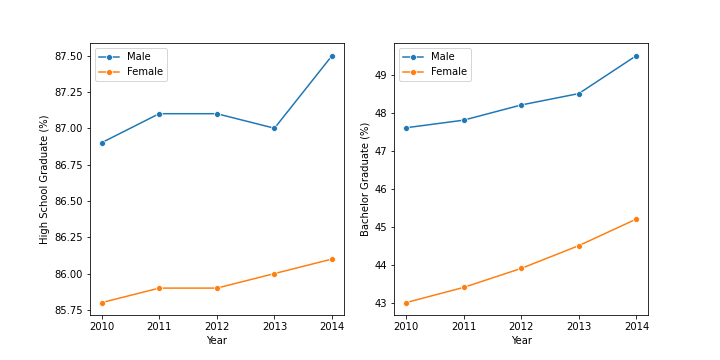 Male
Female
87.50
87.25
87.00
86.75
86.50
86.25
86.00
85.75
High School Graduate (%)
2010 2011 2012 2013 2014
Year
Male
Female
49
48
47
46
45
44
43
Bachelor Graduate (%)
2010 2011 2012 2013 2014
Year